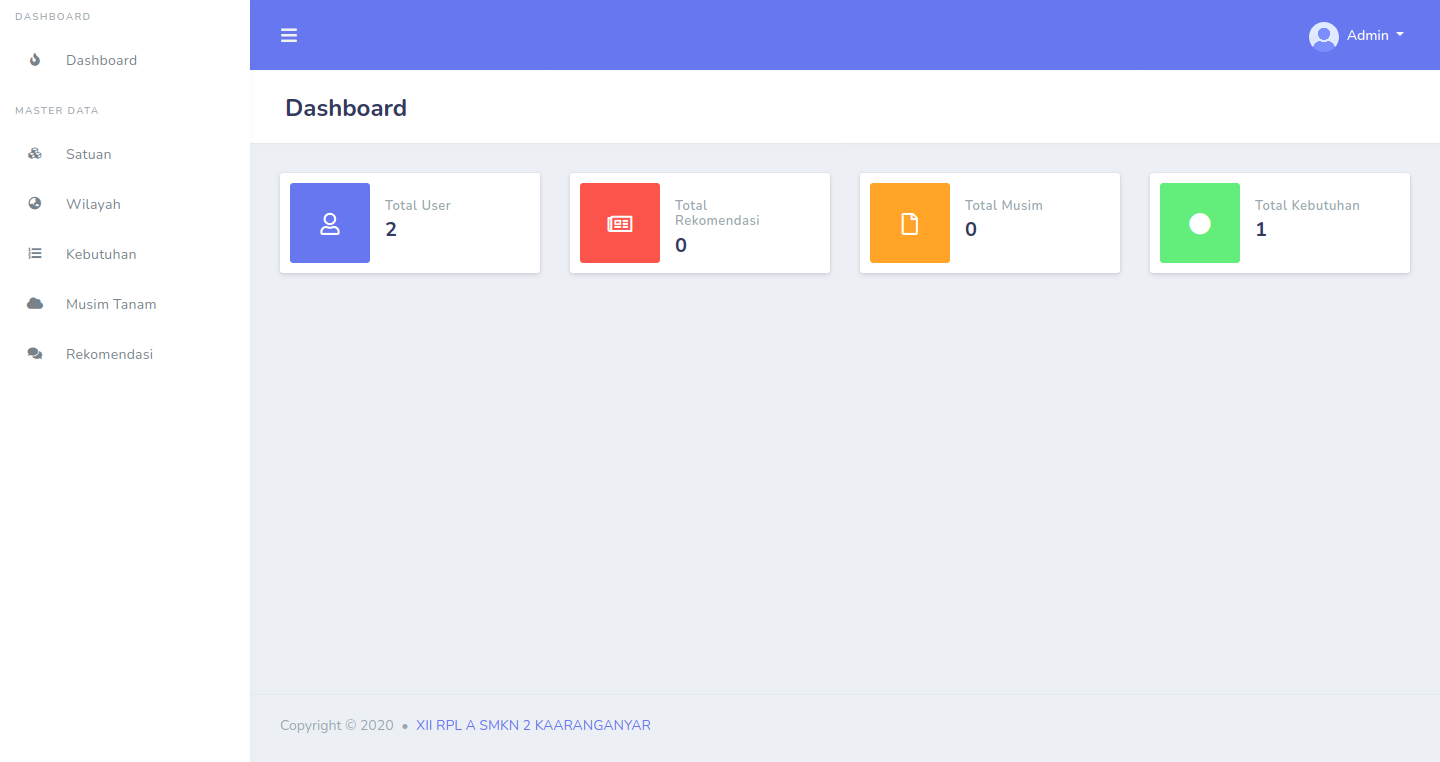 DASHBOARD
Dashboard
MASTER DATA
Satuan
Wilayah
Kebutuhan
Musim Tanam
Rekomendasi
Admin
Dashboard
Total User
2
Total
Rekomendasi
0
Total Musim
0
Total Kebutuhan
1
Copyright © 2020 • XII RPL A SMKN 2 KAARANGANYAR